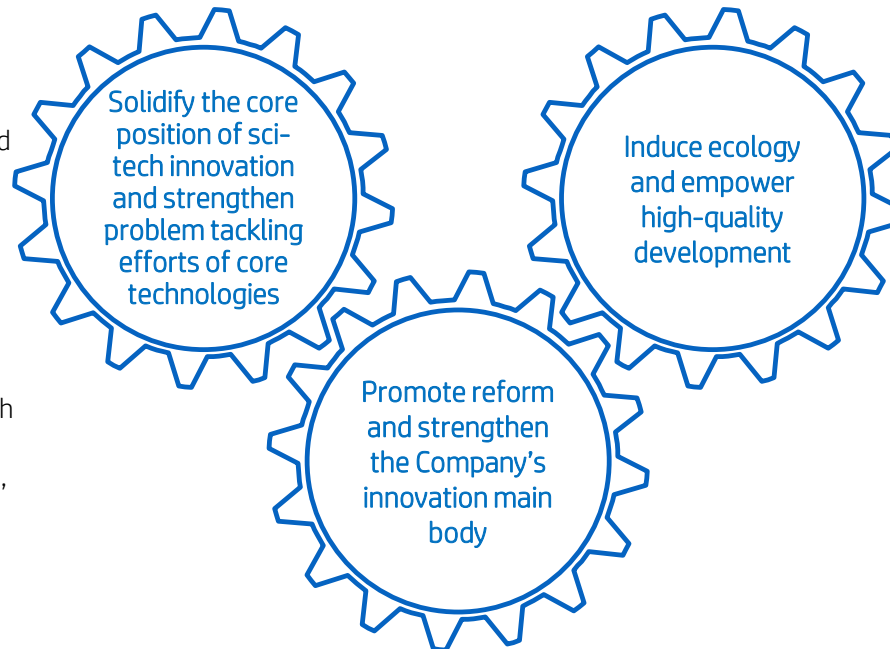 Solidify the core
position of sci-
tech innovation
and strengthen
problem tackling
efforts of core
technologies
Induce ecology
and empower
high-quality
development
Promote reform
and strengthen
the Company's
innovation main
body